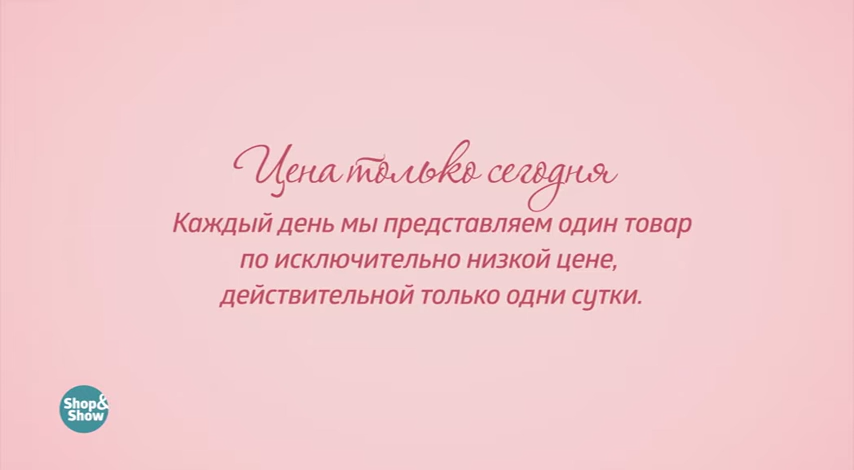 Цена только сегодня
Каждый день мы представляем один товар
по исключительно низкой цене,
действительной только одни сутки.
Shop&
Show